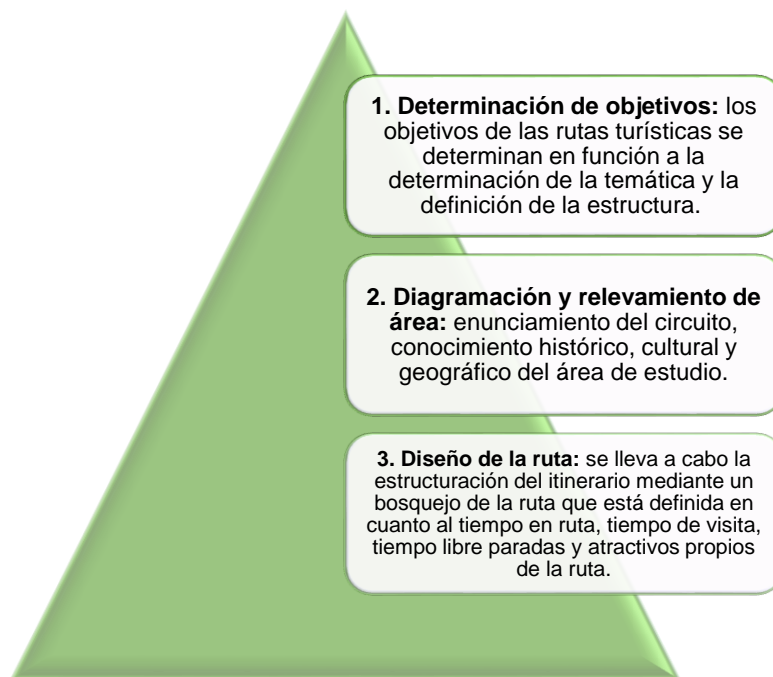 1. Determinación de objetivos: los
objetivos de las rutas turísticas se
determinan en función a la
determinación de la temática y la
definición de la estructura.
2. Diagramación y relevamiento de
área: enunciamiento del circuito,
conocimiento histórico, cultural y
geográfico del área de estudio.
3. Diseño de la ruta: se lleva a cabo la
estructuración del itinerario mediante un
bosquejo de la ruta que está definida en
cuanto al tiempo en ruta, tiempo de visita,
tiempo libre paradas y atractivos propios
de la ruta.